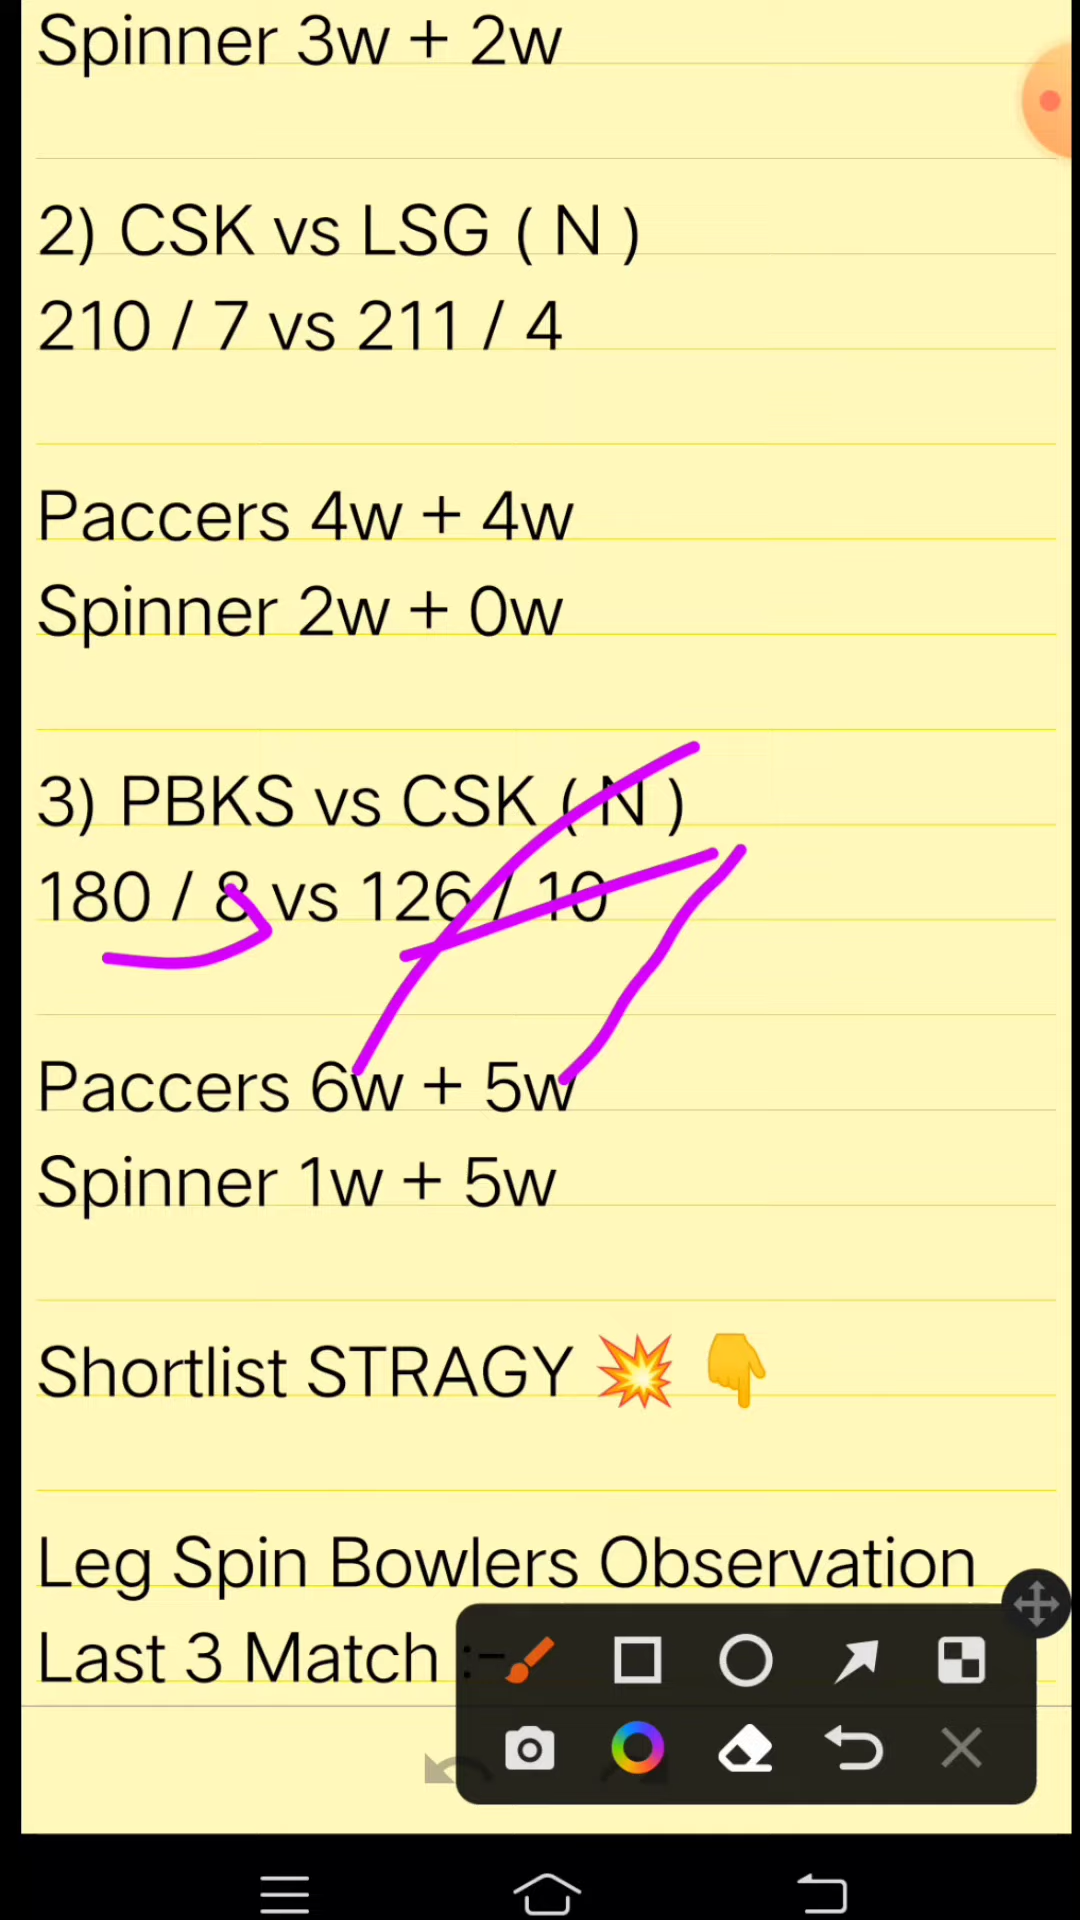 Spinner 3w + 2w
2) CSK vs LSG ( N )
210 / 7 vs 211 / 4
Paccers 4w + 4w
Spinner 2w + 0w
3) PBKS vs CSK ( N )
180 / 8 vs 126 / 10
Paccers 6w + 5w
Spinner 1w + 5w
Shortlist STRAGY 💥 👇
Leg Spin Bowlers Observation
Last 3 Match :-